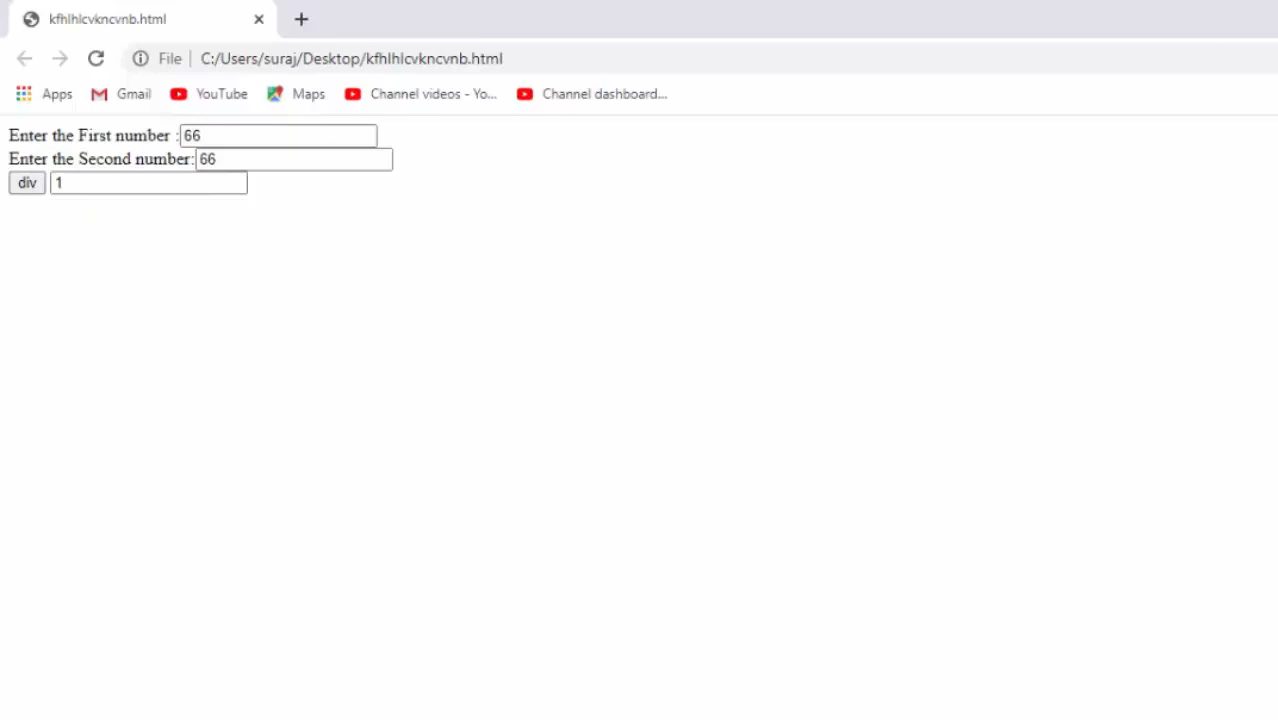 kfhlhlcvkncvnb.html
File | C:/Users/suraj/Desktop/kfhlhlcvkncvnb.html
Apps Gmail YouTube Maps Channel videos - Yo... Channel dashboard...
Enter the First number :66
Enter the Second number:66
div 1